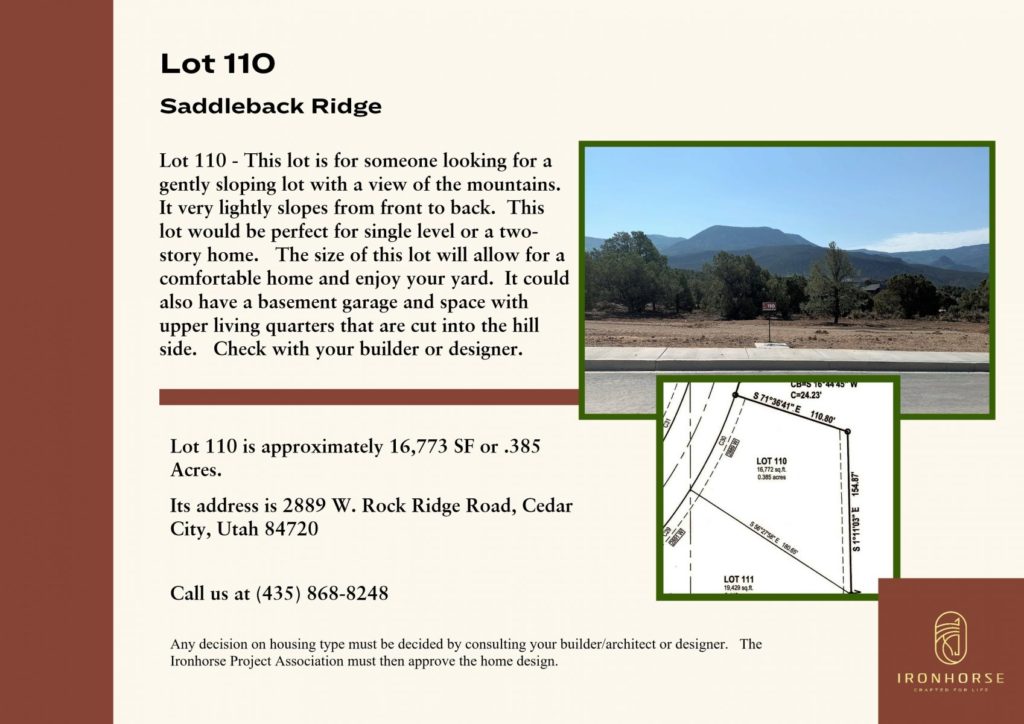 Lot 110
Saddleback Ridge
Lot 110 - This lot is for someone looking for a
gently sloping lot with a view of the mountains.
It very lightly slopes from front to back.  This
lot would be perfect for single level or a two-
story home.   The size of this lot will allow for a
comfortable home and enjoy your yard.  It could
also have a basement garage and space with
upper living quarters that are cut into the hill
side.   Check with your builder or designer.
110
CB=S 16°44'45" W
C=24.23'
S 71°36'41" E 110.80'
LOT 110
16,772 sq.ft.
0.385 acres
S 1°11'03" E 154.87'
LOT 111
19,429 sq.ft.
Lot 110 is approximately 16,773 SF or .385
Acres.
Its address is 2889 W. Rock Ridge Road, Cedar
City, Utah 84720
Call us at (435) 868-8248
Any decision on housing type must be decided by consulting your builder/architect or designer.   The
Ironhorse Project Association must then approve the home design.
IRONHORSE
CRAFTED FOR LIFE